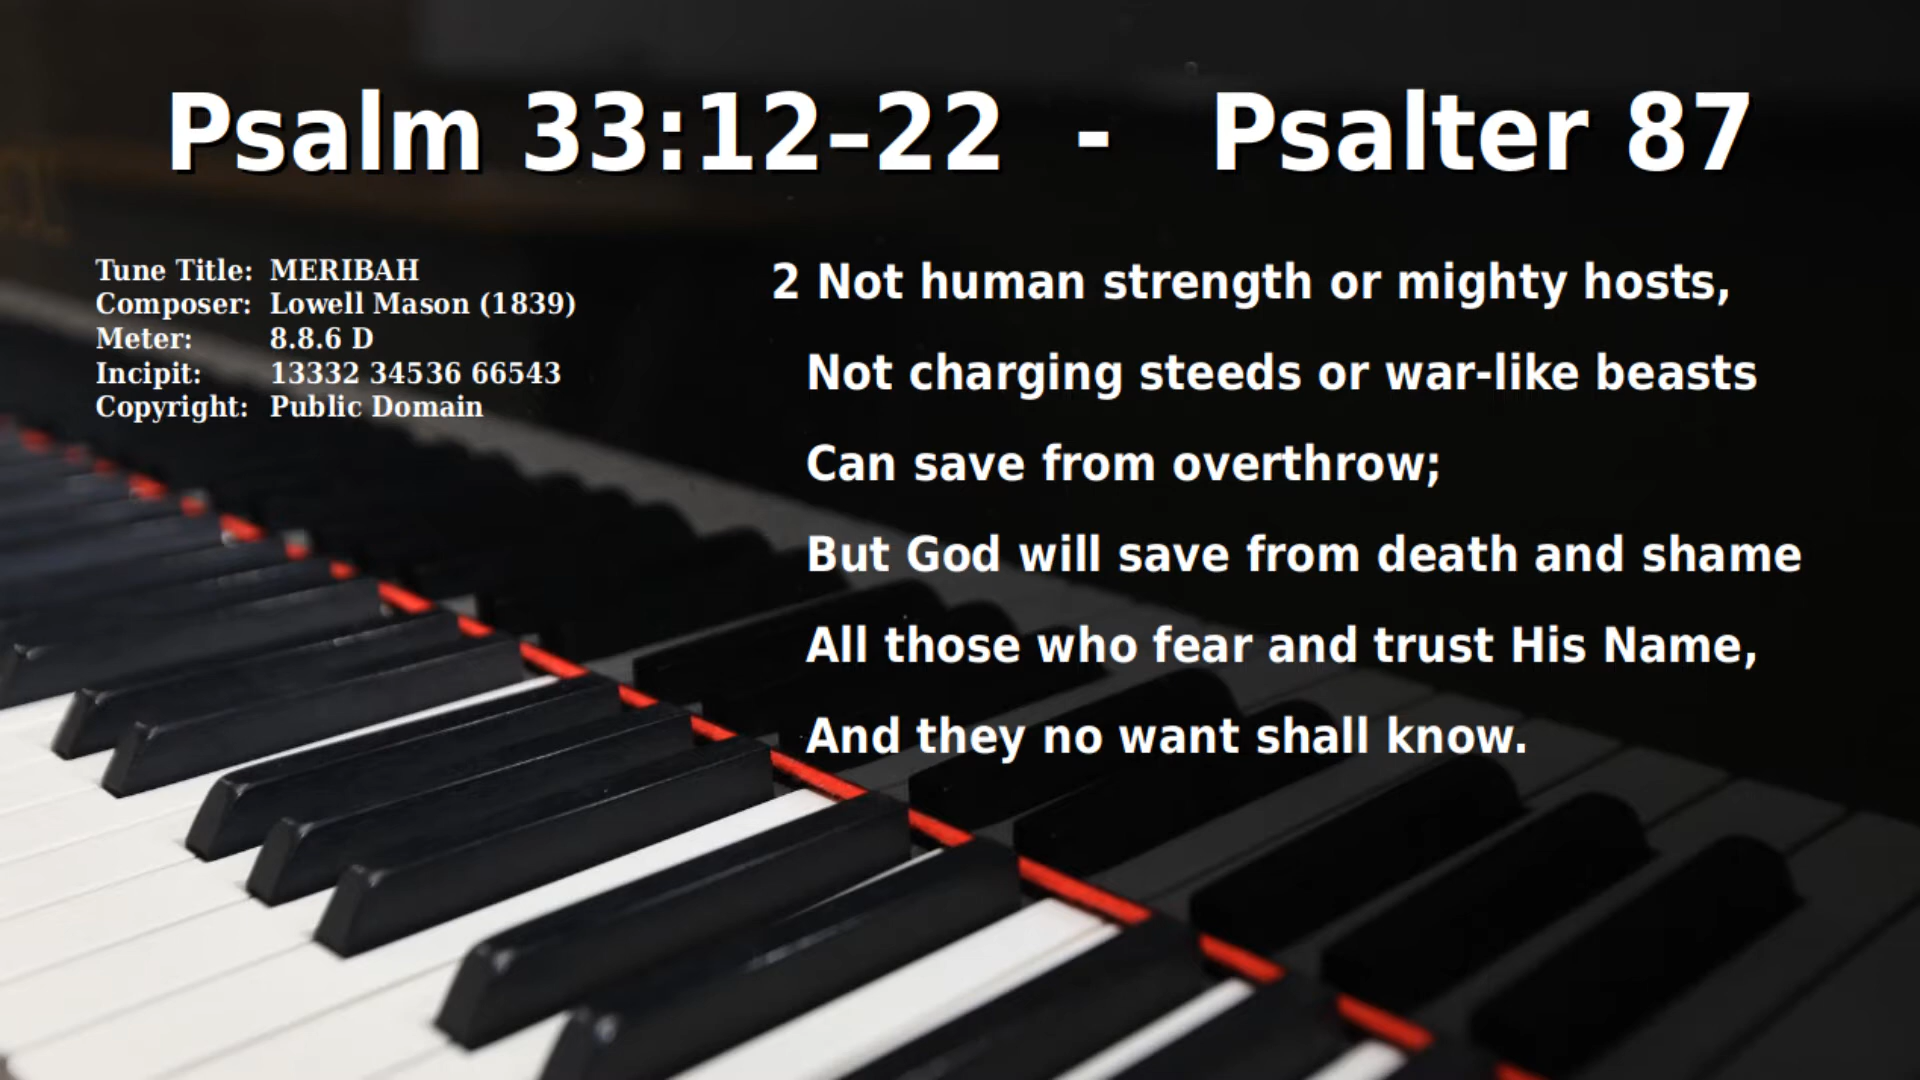 Psalm 33:12–22 - Psalter 87
Tune Title: MERIBAH
Composer: Lowell Mason (1839)
Meter: 8.8.6 D
Incipit: 13332 34536 66543
Copyright: Public Domain
2 Not human strength or mighty hosts,
Not charging steeds or war-like beasts
Can save from overthrow;
But God will save from death and shame
All those who fear and trust His Name,
And they no want shall know.